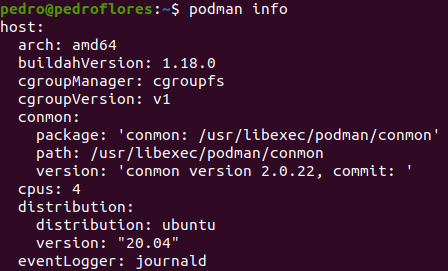 pedro@pedroflores:~$ podman info
host:
  arch: amd64
  buildahVersion: 1.18.0
  cgroupManager: cgroupfs
  cgroupVersion: v1
  conmon:
    package: 'conmon: /usr/libexec/podman/conmon'
    path: /usr/libexec/podman/conmon
    version: 'conmon version 2.0.22, commit: '
  cpus: 4
  distribution:
    distribution: ubuntu
    version: "20.04"
  eventLogger: journald